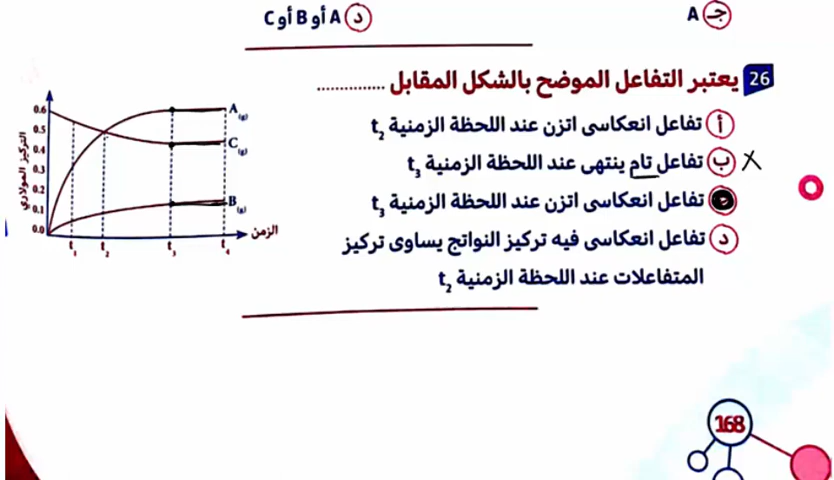 جـ A
د A أو B أو C
26 يعتبر التفاعل الموضح بالشكل المقابل ................
أ تفاعل انعكاسى اتزن عند اللحظة الزمنية t2
ب تفاعل تام ينتهى عند اللحظة الزمنية t3
تفاعل انعكاسى اتزن عند اللحظة الزمنية t3
د تفاعل انعكاسى فيه تركيز النواتج يساوى تركيز
المتفاعلات عند اللحظة الزمنية t2
التركيز المولارى
0.6
0.5
0.4
0.3
0.2
0.1
0.0
A(g)
C(g)
B(g)
الزمن
t1 t2 t3 t4
168